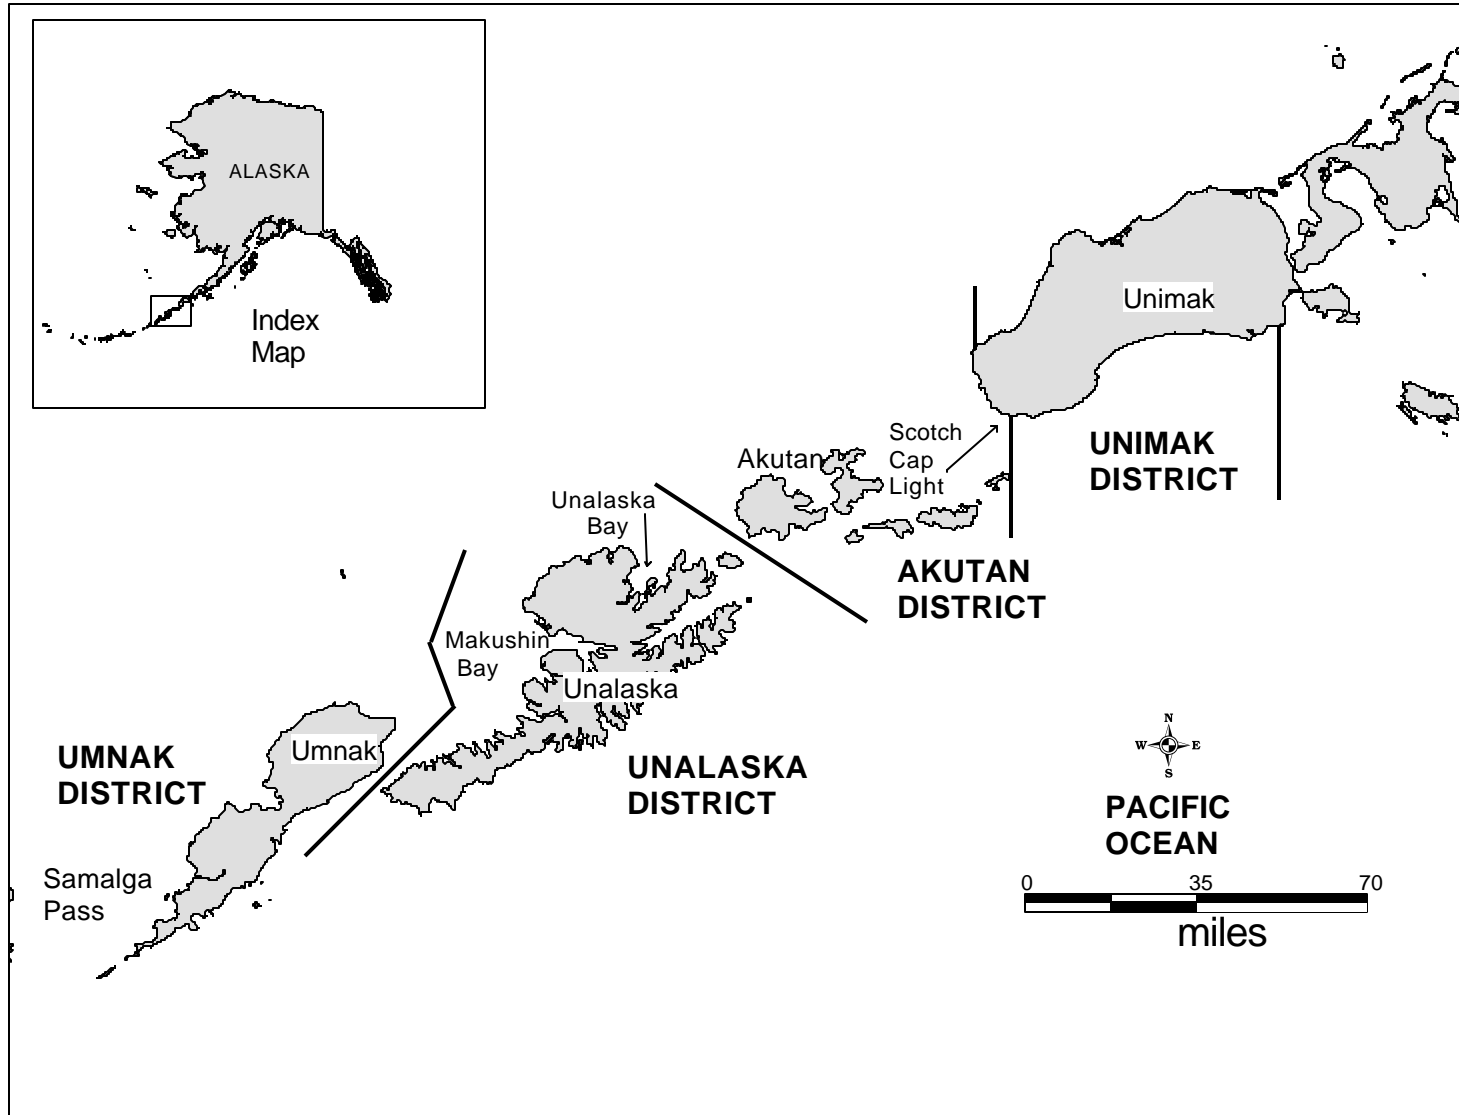 ALASKA
Index
Map
Unimak
Scotch
Cap
Light
UNIMAK
DISTRICT
Akutan
Unalaska
Bay
AKUTAN
DISTRICT
Makushin
Bay
Unalaska
Umnak
UMNAK
DISTRICT
UNALASKA
DISTRICT
Samalga
Pass
N
W E
S
PACIFIC
OCEAN
0 35 70
miles